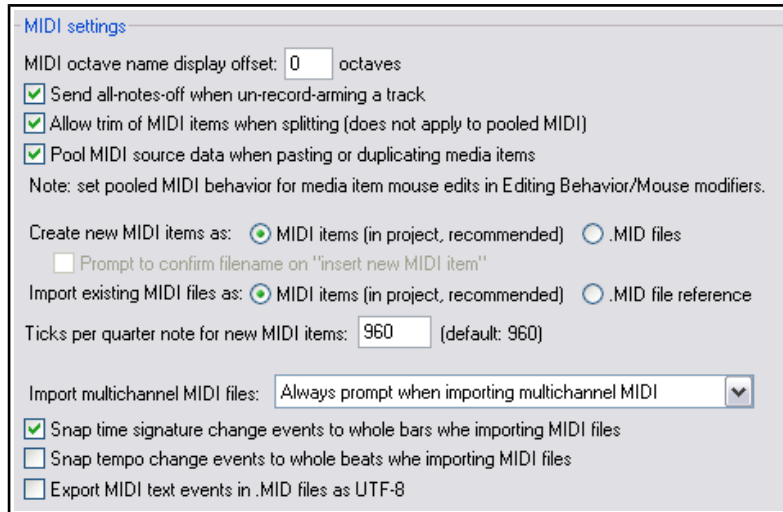 MIDI settings
MIDI octave name display offset: 0 octaves
Send all-notes-off when un-record-arming a track
Allow trim of MIDI items when splitting (does not apply to pooled MIDI)
Pool MIDI source data when pasting or duplicating media items
Note: set pooled MIDI behavior for media item mouse edits in Editing Behavior/Mouse modifiers.
Create new MIDI items as: MIDI items (in project, recommended) .MID files
Prompt to confirm filename on "insert new MIDI item"
Import existing MIDI files as: MIDI items (in project, recommended) .MID file reference
Ticks per quarter note for new MIDI items: 960 (default: 960)
Import multichannel MIDI files: Always prompt when importing multichannel MIDI
Snap time signature change events to whole bars whe importing MIDI files
Snap tempo change events to whole beats whe importing MIDI files
Export MIDI text events in .MID files as UTF-8